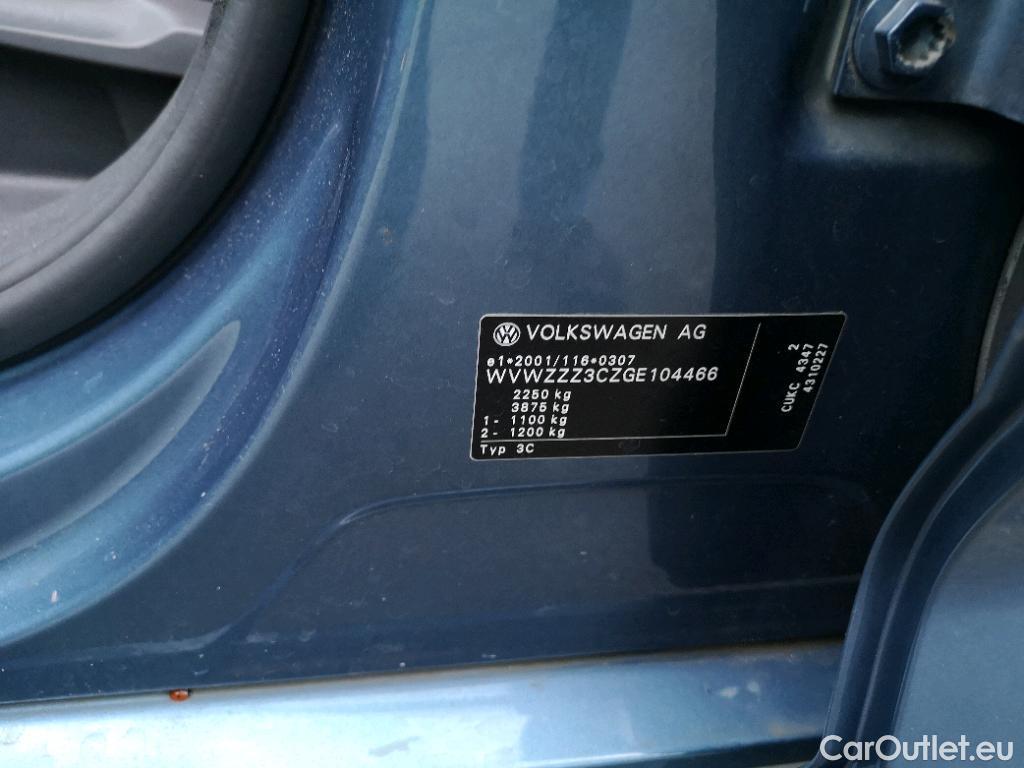 VOLKSWAGEN AG
e1*2001/116*0307
WVWZZZ3CZGE104466
2250 kg
3875 kg
1- 1100 kg
2- 1200 kg
Typ 3C
2
CUKC 4347
4310227
CarOutlet.eu